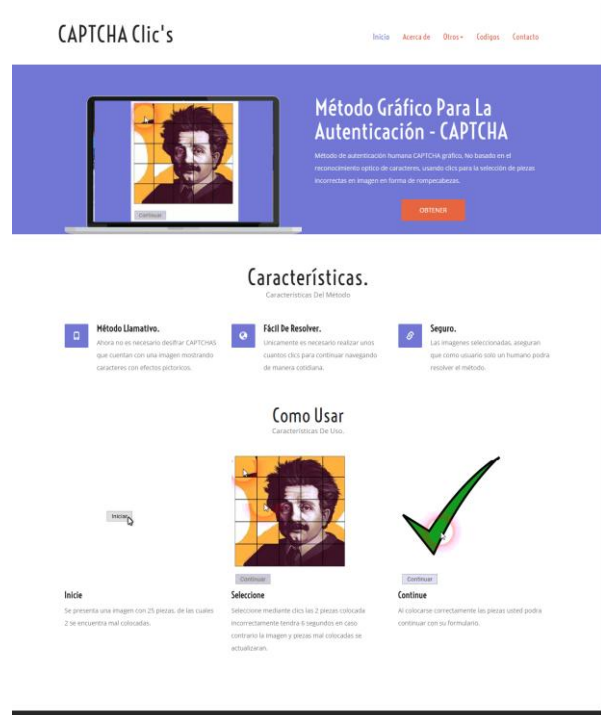 CAPTCHA Clic's
Inicio Acerca de Otros Codigos Contacto
Método Gráfico Para La
Autenticación - CAPTCHA
Método de autenticación humana CAPTCHA gráfico, No basado en el
reconocimiento optico de caracteres, usando clics para la selección de piezas
incorrectas en imagen en forma de rompecabezas.
Continuar
OBTENER
Características.
Características Del Método
Método Llamativo.
Ahora no es necesario desifrar CAPTCHAS
que cuentan con una imagen mostrando
caracteres con efectos pictoricos.
Fácil De Resolver.
Unicamente es necesario realizar unos
cuantos clics para continuar navegando
de manera cotidiana.
Seguro.
Las imagenes seleccionadas, aseguran
que como usuario solo un humano podra
resolver el método.
Como Usar
Características De Uso.
Iniciar
Inicie
Se presenta una imagen con 25 piezas, de las cuales
2 se encuentra mal colocadas.
Continuar
Seleccione
Seleccione mediante clics las 2 piezas colocada
incorrectamente tendra 6 segundos en caso
contrario la imagen y piezas mal colocadas se
actualizaran.
Continuar
Continue
Al colocarse correctamente las piezas usted podra
continuar con su formulario.